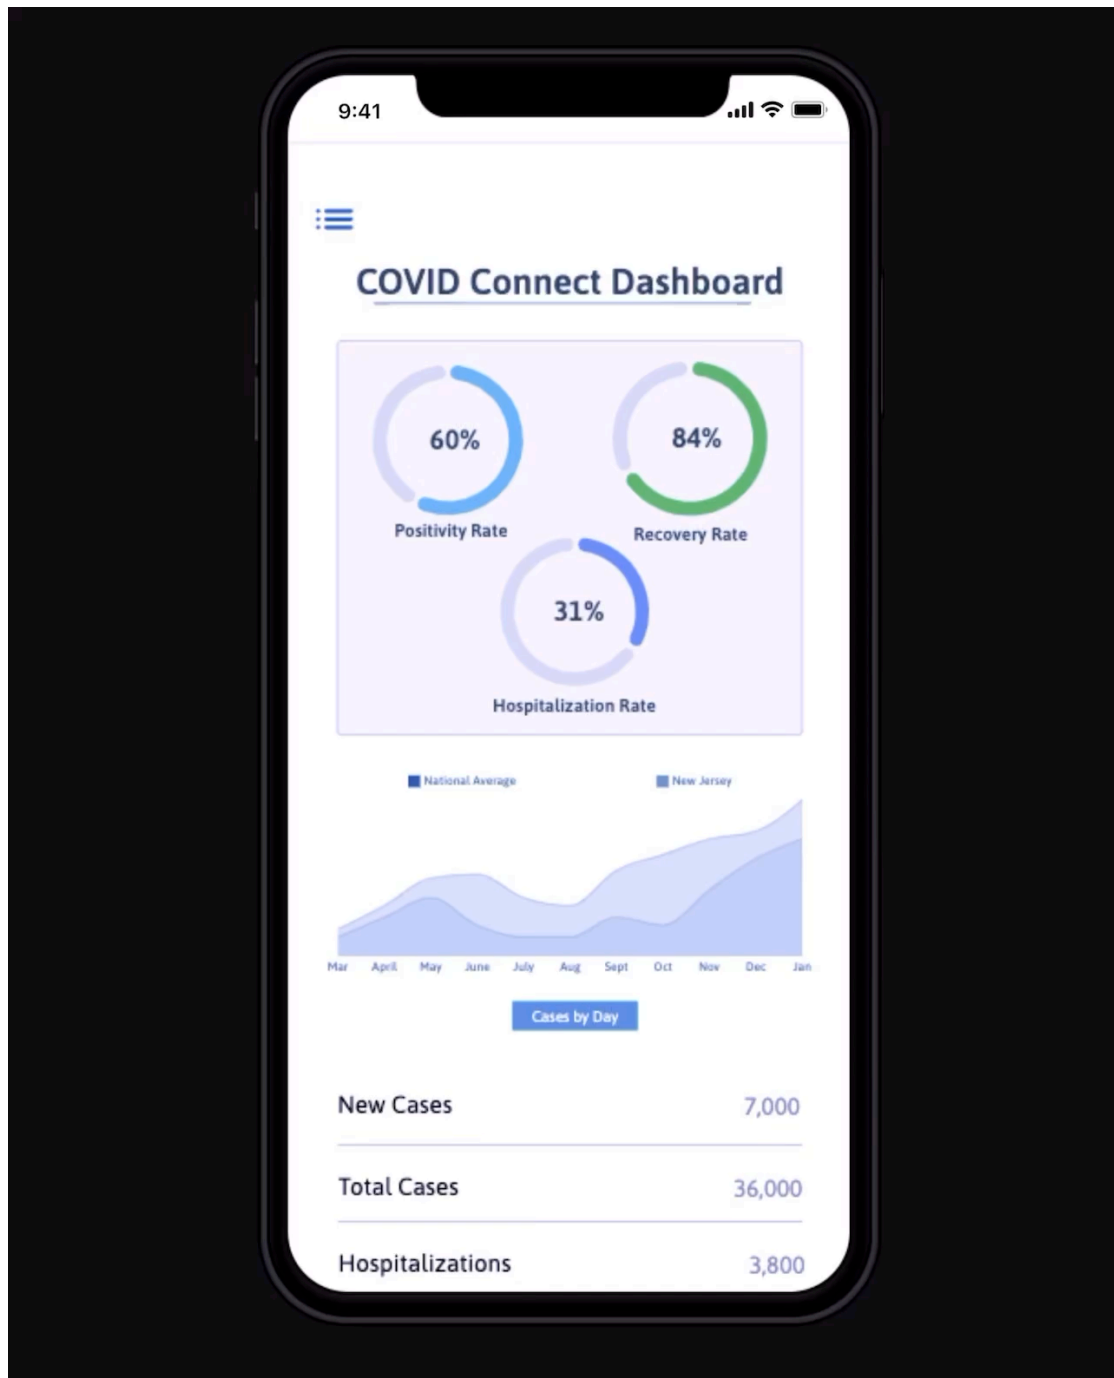 9:41
COVID Connect Dashboard
60%
84%
Positivity Rate
Recovery Rate
31%
Hospitalization Rate
National Average
New Jersey
Mar April May June July Aug Sept Oct Nov Dec Jan
Cases by Day
New Cases 7,000
Total Cases 36,000
Hospitalizations 3,800